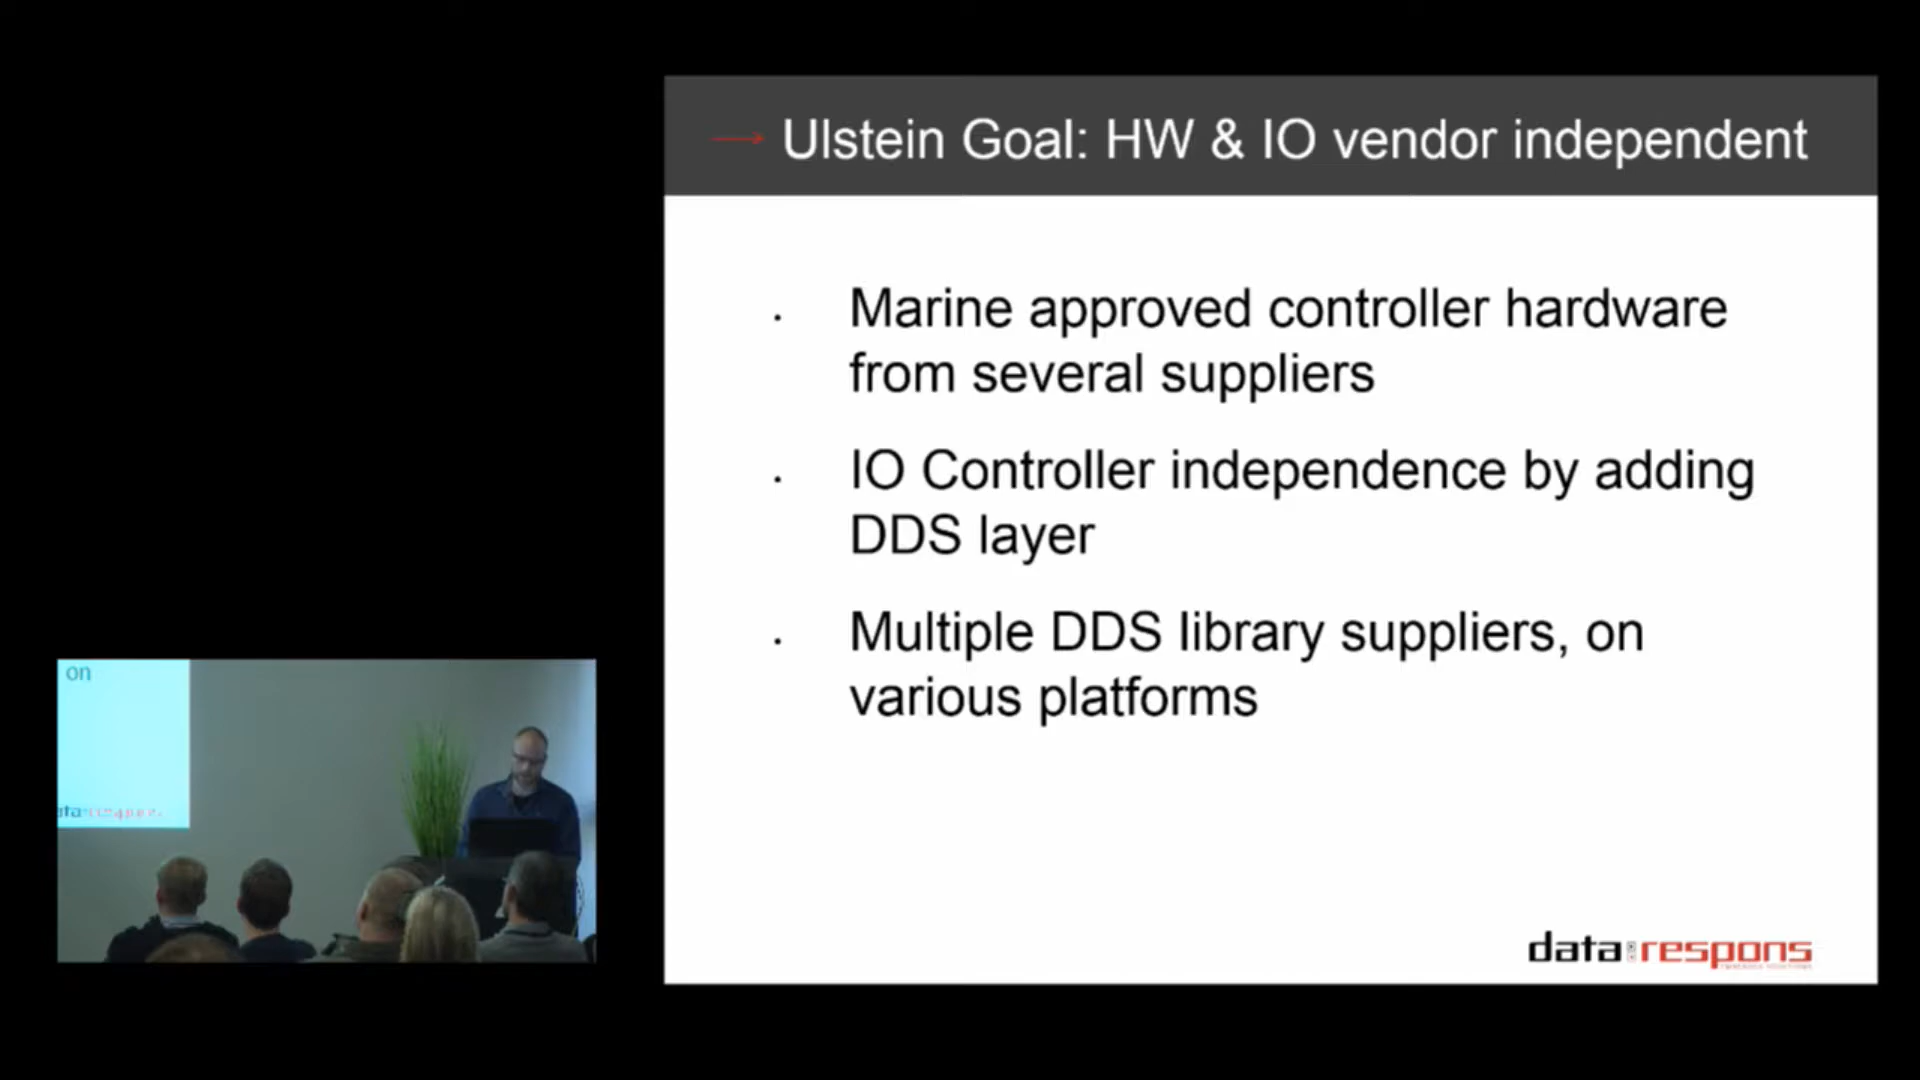 Ulstein Goal: HW & IO vendor independent
Marine approved controller hardware
from several suppliers
IO Controller independence by adding
DDS layer
Multiple DDS library suppliers, on
various platforms
data respons
on